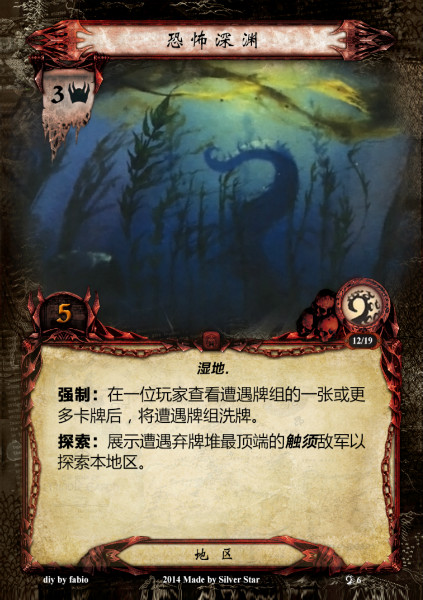 恐怖深渊
3
5
12/19
湿地.
强制：在一位玩家查看遭遇牌组的一张或更
多卡牌后，将遭遇牌组洗牌。
探索：展示遭遇弃牌堆最顶端的触须敌军以
探索本地区。
地区
diy by fabio 2014 Made by Silver Star 6